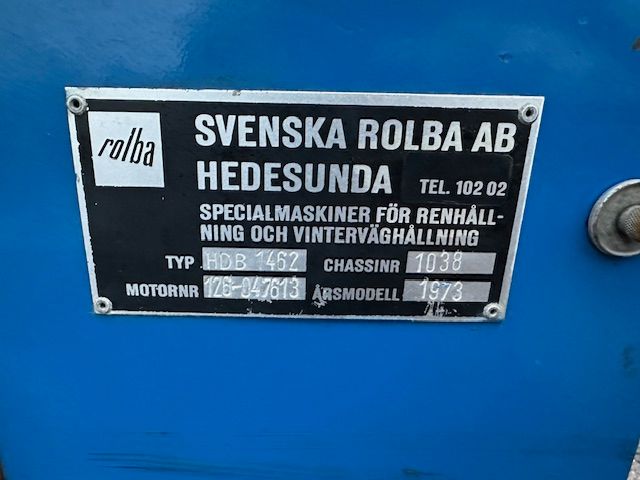 rolba
SVENSKA ROLBA AB
HEDESUNDA TEL. 102 02
SPECIALMASKINER FÖR RENHÅLL-
NING OCH VINTERVÄGHÅLLNING
TYP HDB 1462 CHASSINR 1038
MOTORNR 126-047613 ÅRSMODELL 1973